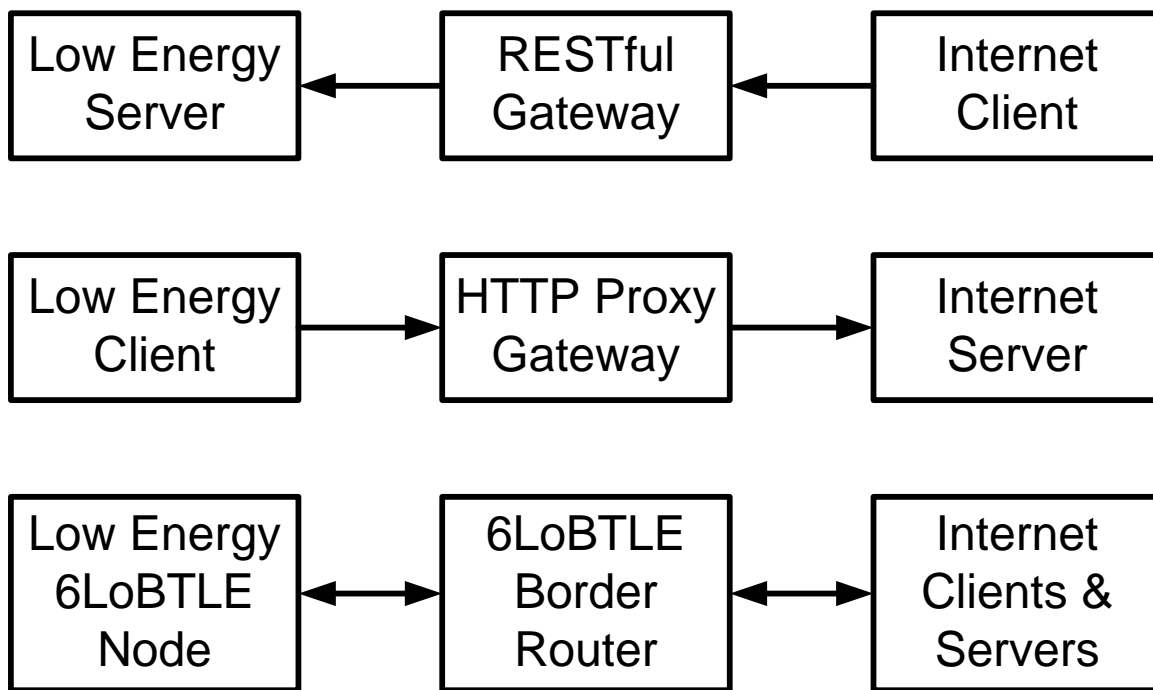 Low Energy
Server
RESTful
Gateway
Internet
Client
Low Energy
Client
HTTP Proxy
Gateway
Internet
Server
Low Energy
6LoBTLE
Node
6LoBTLE
Border
Router
Internet
Clients &
Servers